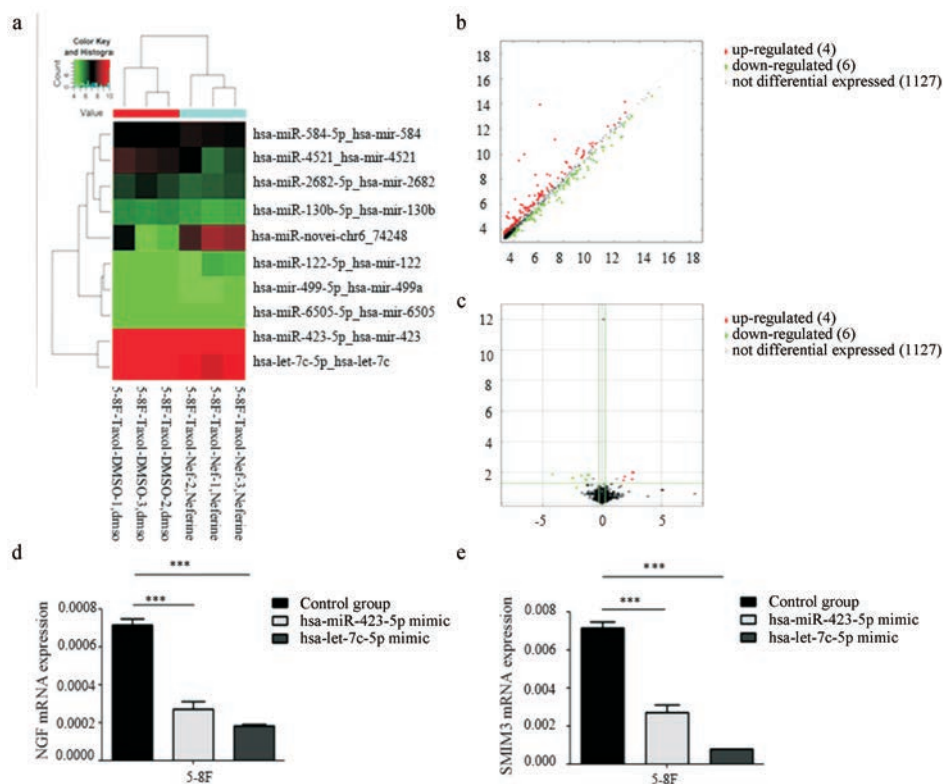 a
Color Key
and Histogra
Count
4 5 6 7 8 9 10
Value
hsa-miR-584-5p_hsa-mir-584
hsa-miR-4521_hsa-mir-4521
hsa-miR-2682-5p_hsa-mir-2682
hsa-miR-130b-5p_hsa-mir-130b
hsa-miR-novei-chr6_74248
hsa-miR-122-5p_hsa-mir-122
hsa-mir-499-5p_hsa-mir-499a
hsa-miR-6505-5p_hsa-mir-6505
hsa-miR-423-5p_hsa-mir-423
hsa-let-7c-5p_hsa-let-7c
5-8F-Taxol-DMSO-1,dmso
5-8F-Taxol-DMSO-3,dmso
5-8F-Taxol-DMSO-2,dmso
5-8F-Taxol-Nef-2,Neferine
5-8F-Taxol-Nef-1,Neferine
5-8F-Taxol-Nef-3,Neferine
b
18
16
14
12
10
8
6
4
4 6 8 10 12 14 16 18
up-regulated (4)
down-regulated (6)
not differential expressed (1127)
c
12
10
8
6
4
2
0
-5 0 5
up-regulated (4)
down-regulated (6)
not differential expressed (1127)
d
NGF mRNA expression
0.0008
0.0006
0.0004
0.0002
0.0000
***
***
5-8F
Control group
hsa-miR-423-5p mimic
hsa-let-7c-5p mimic
e
SMIM3 mRNA expression
0.008
0.006
0.004
0.002
0.000
***
***
5-8F
Control group
hsa-miR-423-5p mimic
hsa-let-7c-5p mimic